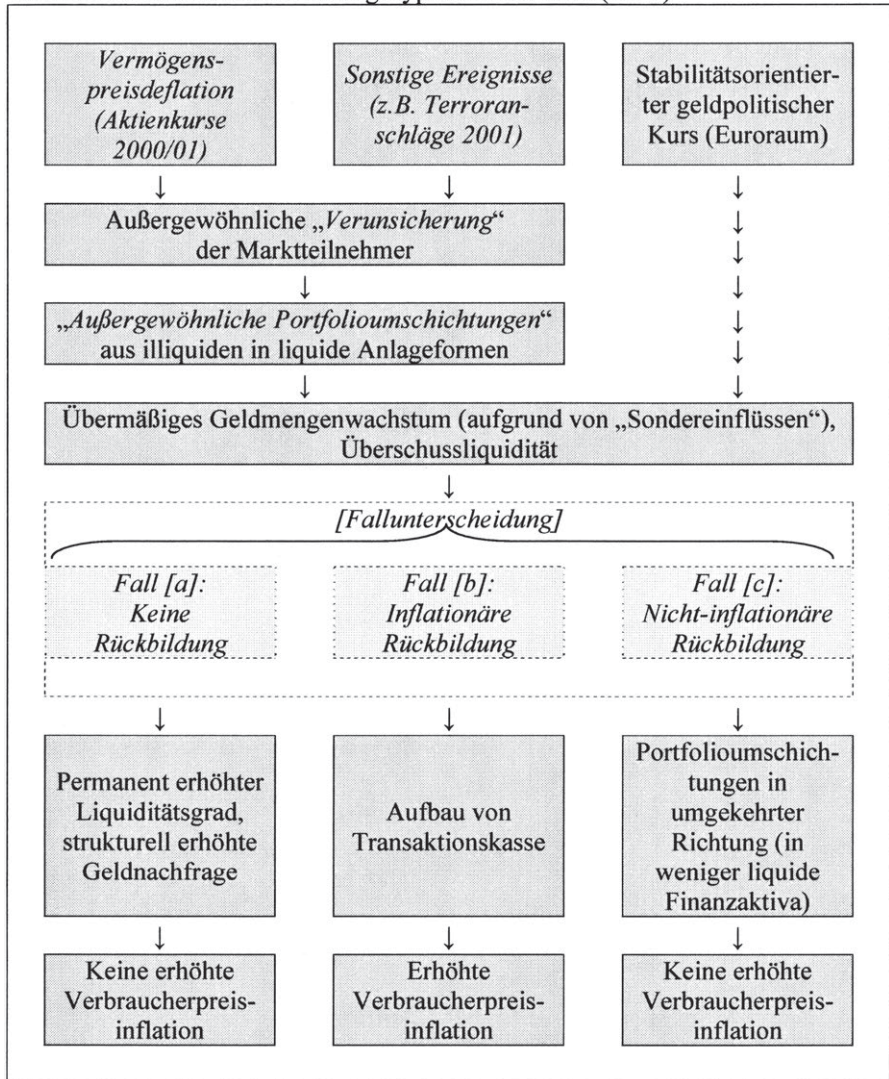 Vermögens-
preisdeflation
(Aktienkurse
2000/01)
Sonstige Ereignisse
(z.B. Terroran-
schläge 2001)
Stabilitätsorientier-
ter geldpolitischer
Kurs (Euroraum)
Außergewöhnliche „Verunsicherung“
der Marktteilnehmer
„Außergewöhnliche Portfolioumschichtungen“
aus illiquiden in liquide Anlageformen
Übermäßiges Geldmengenwachstum (aufgrund von „Sondereinflüssen“),
Überschussliquidität
[Fallunterscheidung]
Fall [a]:
Keine
Rückbildung
Fall [b]:
Inflationäre
Rückbildung
Fall [c]:
Nicht-inflationäre
Rückbildung
Permanent erhöhter
Liquiditätsgrad,
strukturell erhöhte
Geldnachfrage
Aufbau von
Transaktionskasse
Portfolioumschich-
tungen in
umgekehrter
Richtung (in
weniger liquide
Finanzaktiva)
Keine erhöhte
Verbraucherpreis-
inflation
Erhöhte
Verbraucherpreis-
inflation
Keine erhöhte
Verbraucherpreis-
inflation